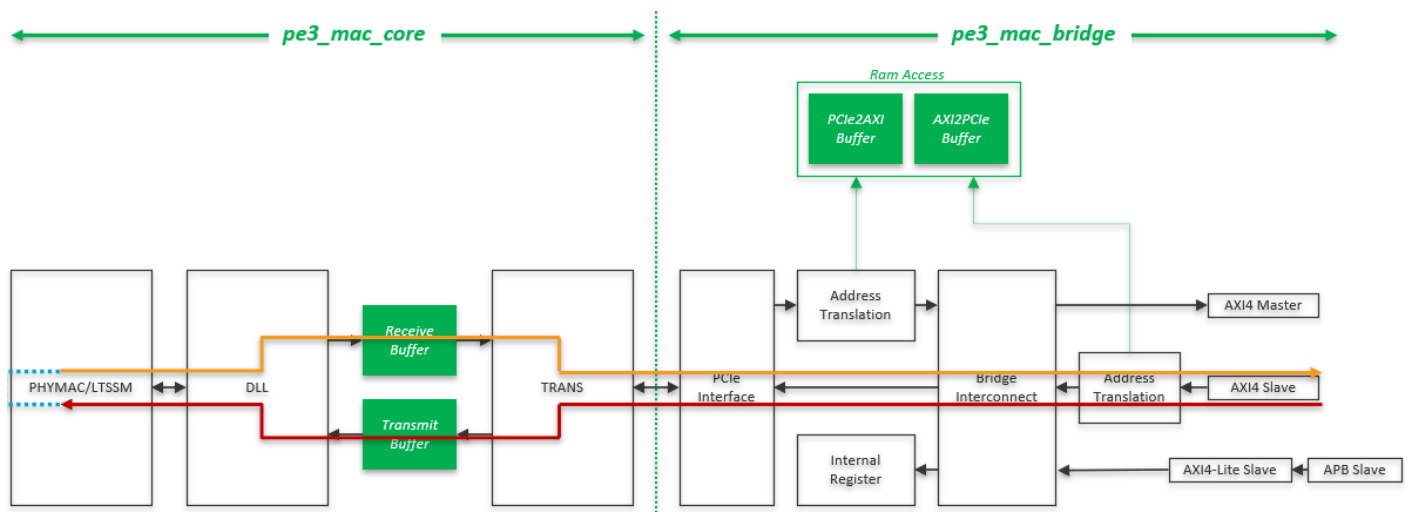 pe3_mac_core
pe3_mac_bridge
Ram Access
PCIe2AXI
Buffer
AXI2PCIe
Buffer
Address
Translation
AXI4 Master
Receive
Buffer
PHYMAC/LTSSM
DLL
TRANS
PCIe
Interface
Bridge
Interconnect
Address
Translation
AXI4 Slave
Transmit
Buffer
Internal
Register
AXI4-Lite Slave
APB Slave